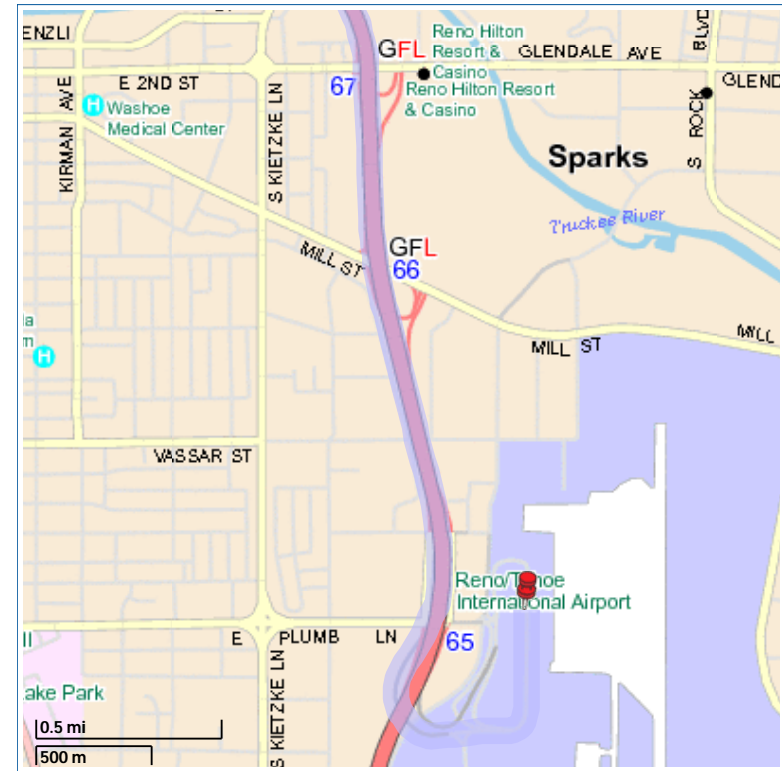 ENZLI
GFL
Reno Hilton
Resort &
Casino
GLENDALE AVE
BLVD
E 2ND ST
67
Reno Hilton Resort
& Casino
GLEND
KIRMAN AVE
H
Washoe
Medical Center
S KIETZKE LN
S ROCK
Sparks
Truckee River
MILL ST
GFL
66
H
MILL ST
MILL
VASSAR ST
Reno/Tahoe
International Airport
E PLUMB LN
65
ake Park
S KIETZKE LN
0.5 mi
500 m